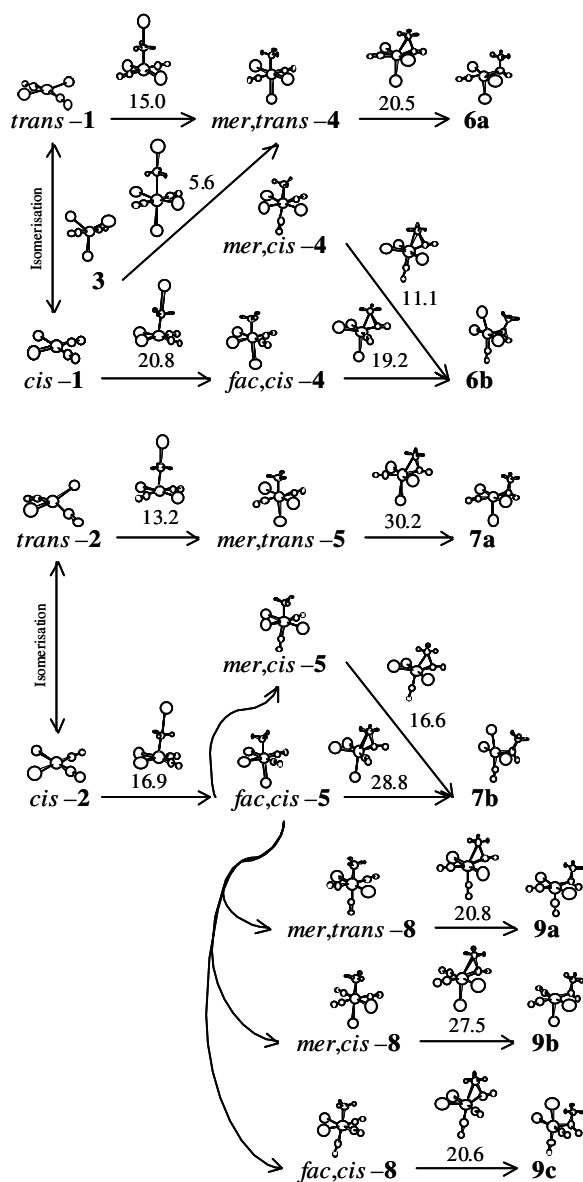 15.0
20.5
trans–1 mer,trans–4 6a
5.6
Isomerisation
3
mer,cis–4
11.1
20.8
19.2
cis–1 fac,cis–4 6b
13.2
30.2
trans–2 mer,trans–5 7a
Isomerisation
mer,cis–5
16.6
16.9
28.8
cis–2 fac,cis–5 7b
20.8
mer,trans–8 9a
27.5
mer,cis–8 9b
20.6
fac,cis–8 9c